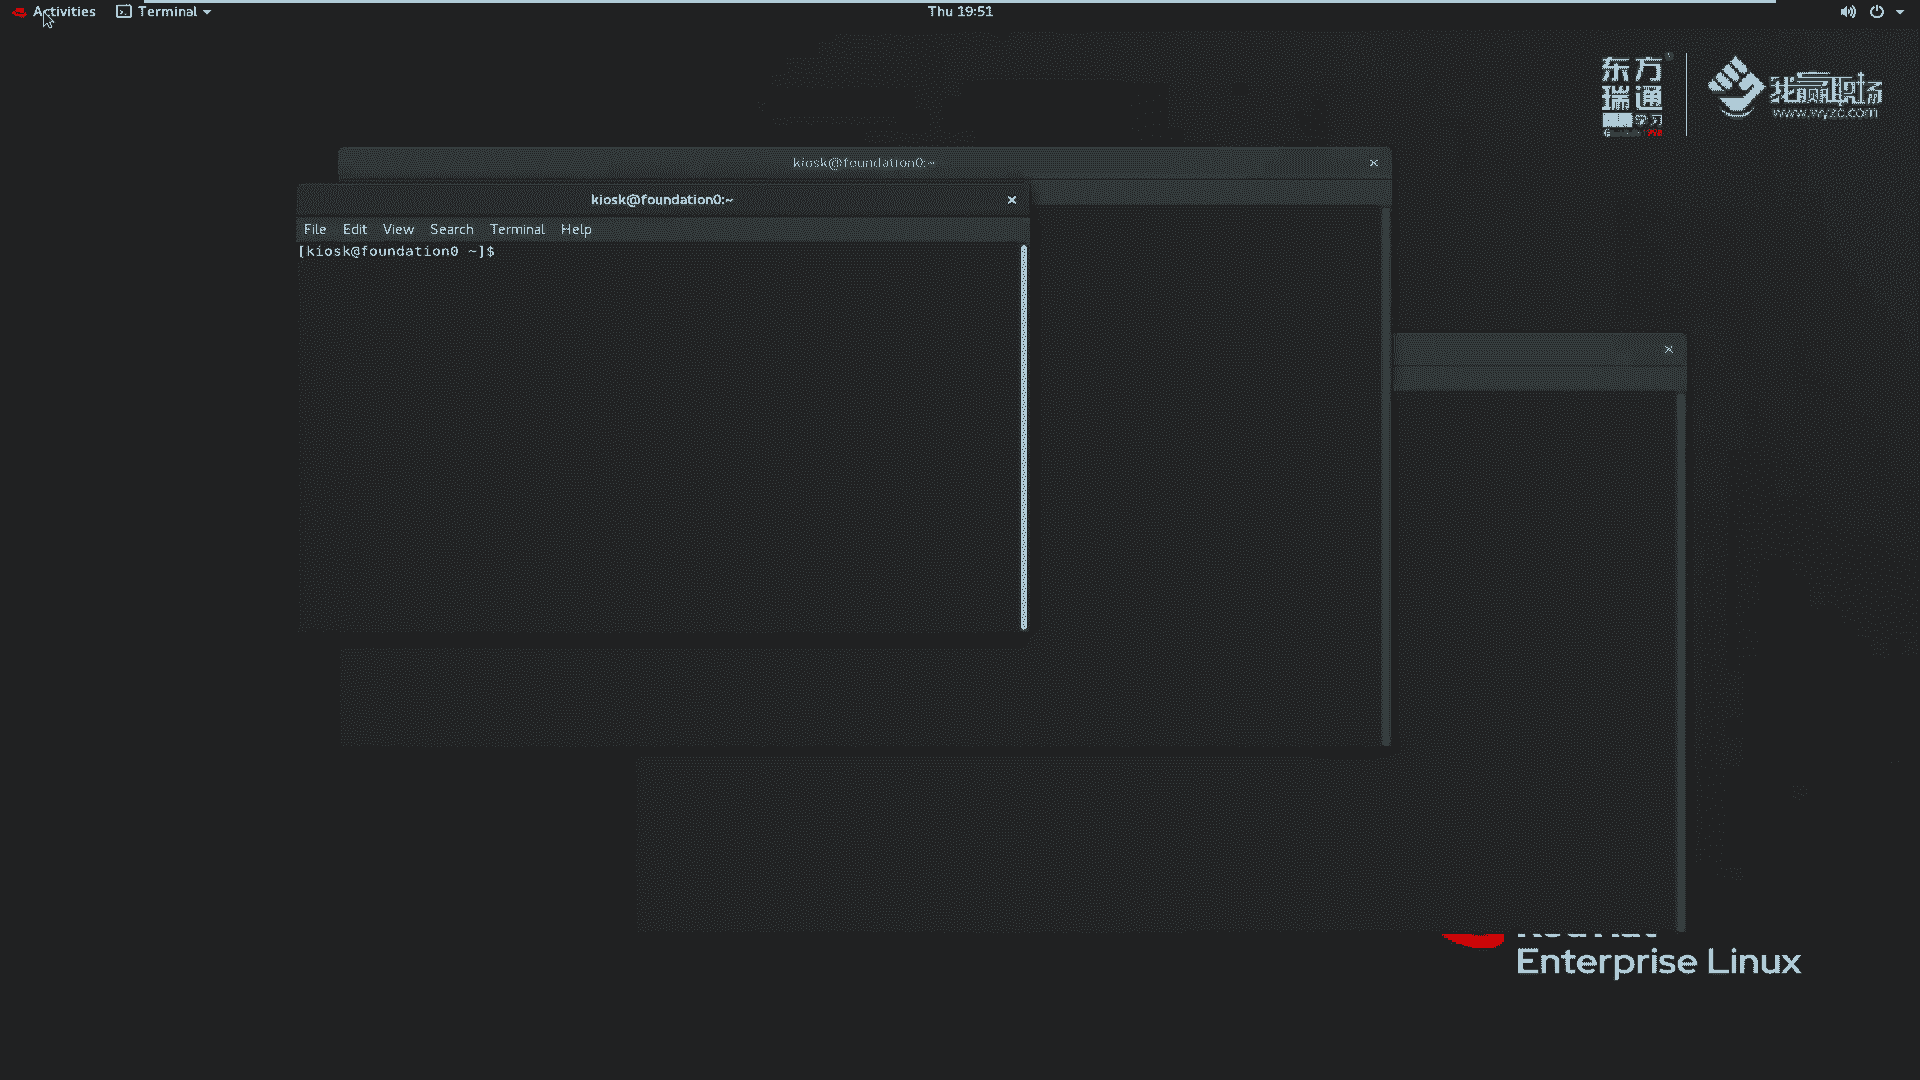 Activities Terminal Thu 19:51
东方
瑞通
学习
1998
我赢职场
www.wyzc.com
kiosk@foundation0:~
kiosk@foundation0:~
File Edit View Search Terminal Help
[kiosk@foundation0 ~]$
Enterprise Linux